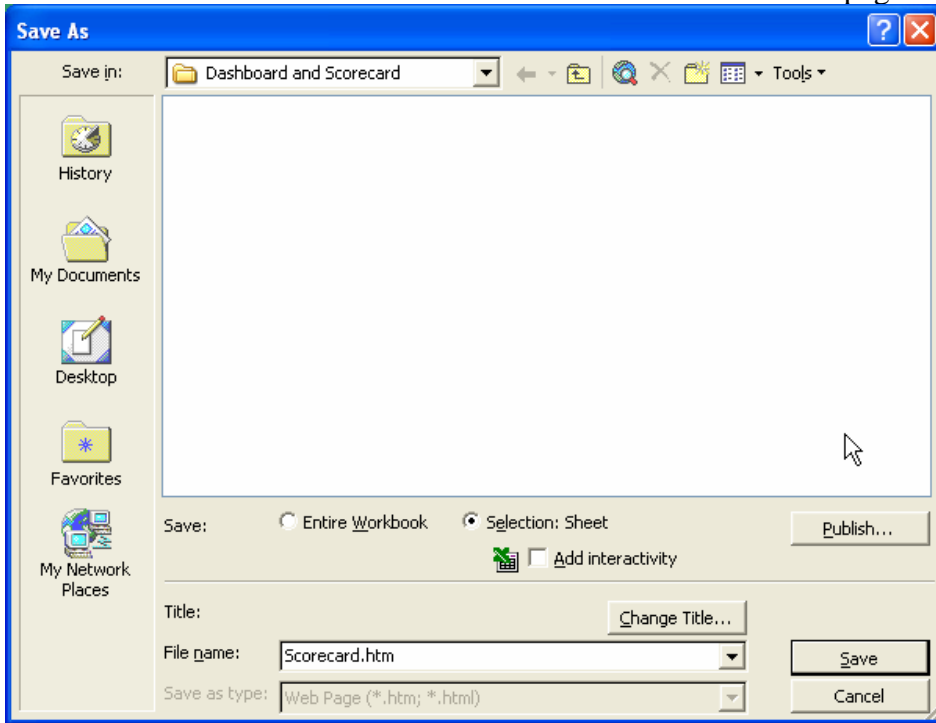 pag
Save As
Save in: Dashboard and Scorecard Tools
History
My Documents
Desktop
Favorites
My Network
Places
Save: Entire Workbook Selection: Sheet Publish...
Add interactivity
Title: Change Title...
File name: Scorecard.htm Save
Save as type: Web Page (*.htm; *.html) Cancel